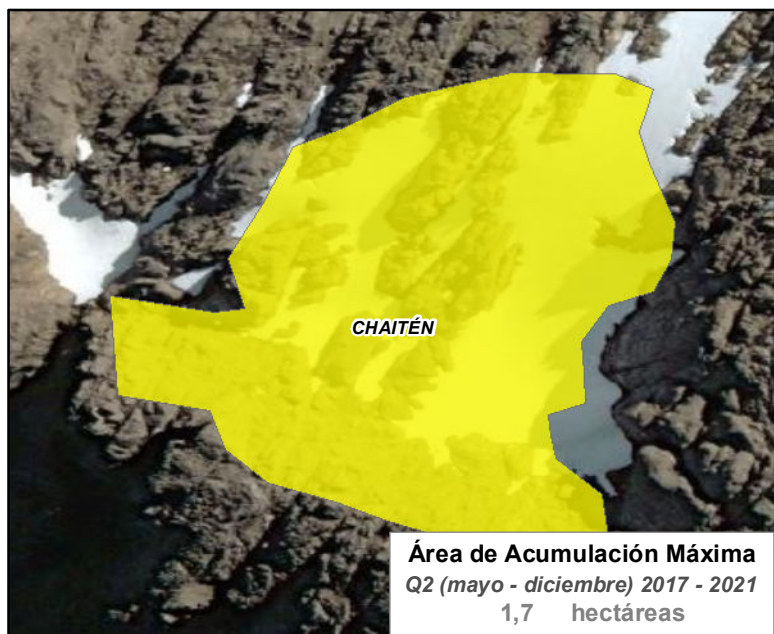 CHAITÉN
Área de Acumulación Máxima
Q2 (mayo - diciembre) 2017 - 2021
1,7 hectáreas